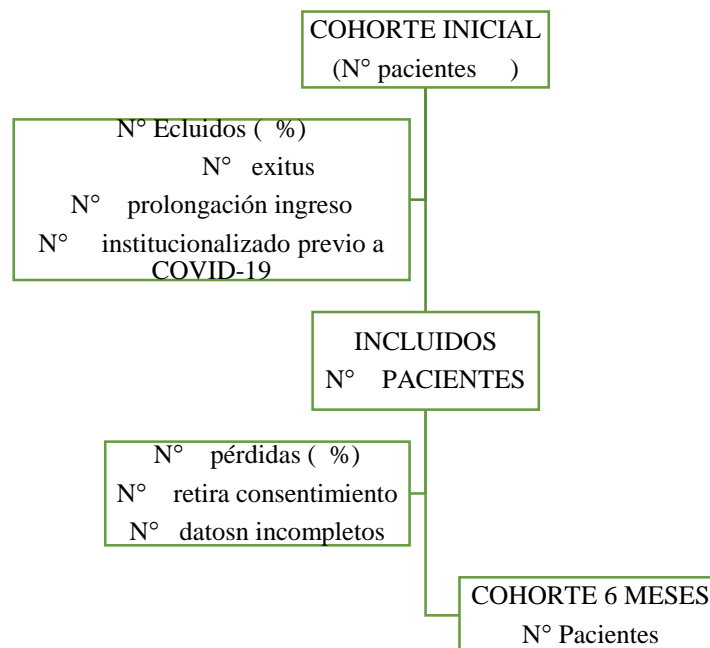 COHORTE INICIAL
(N° pacientes )
N° Ecluidos ( %)
N° exitus
N° prolongación ingreso
N° institucionalizado previo a
COVID-19
INCLUIDOS
N° PACIENTES
N° pérdidas ( %)
N° retira consentimiento
N° datosn incompletos
COHORTE 6 MESES
N° Pacientes